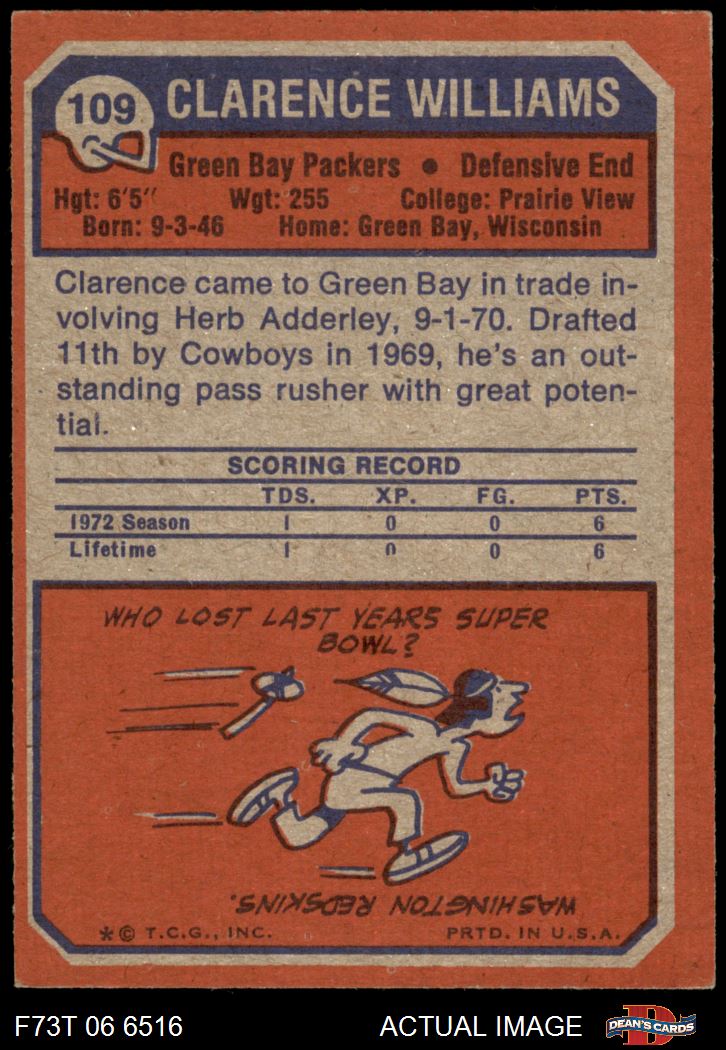 109 CLARENCE WILLIAMS
Green Bay Packers • Defensive End
Hgt: 6'5" Wgt: 255 College: Prairie View
Born: 9-3-46 Home: Green Bay, Wisconsin
Clarence came to Green Bay in trade in-
volving Herb Adderley, 9-1-70. Drafted
11th by Cowboys in 1969, he's an out-
standing pass rusher with great poten-
tial.
SCORING RECORD
TDS. XP. FG. PTS.
1972 Season 1 0 0 6
Lifetime 1 0 0 6
WHO LOST LAST YEARS SUPER
BOWL?
WASHINGTON REDSKINS.
* © T.C.G., INC. PRTD. IN U.S.A.
F73T 06 6516 ACTUAL IMAGE D DEAN'S CARDS